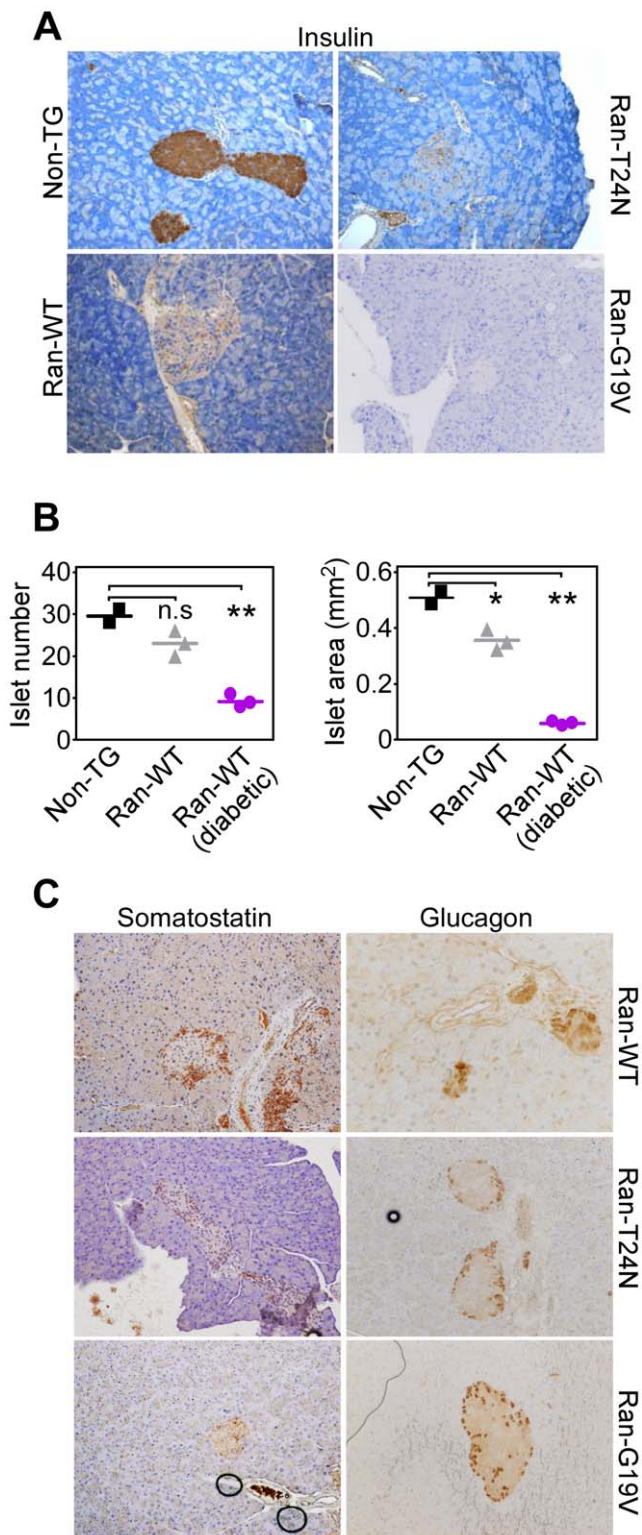 A
Insulin
Non-TG
Ran-T24N
Ran-WT
Ran-G19V
B
Islet number
40
30
20
10
0
n.s
**
Non-TG
Ran-WT
Ran-WT
(diabetic)
Islet area (mm²)
0.6
0.4
0.2
0
*
**
Non-TG
Ran-WT
Ran-WT
(diabetic)
C
Somatostatin
Glucagon
Ran-WT
Ran-T24N
Ran-G19V